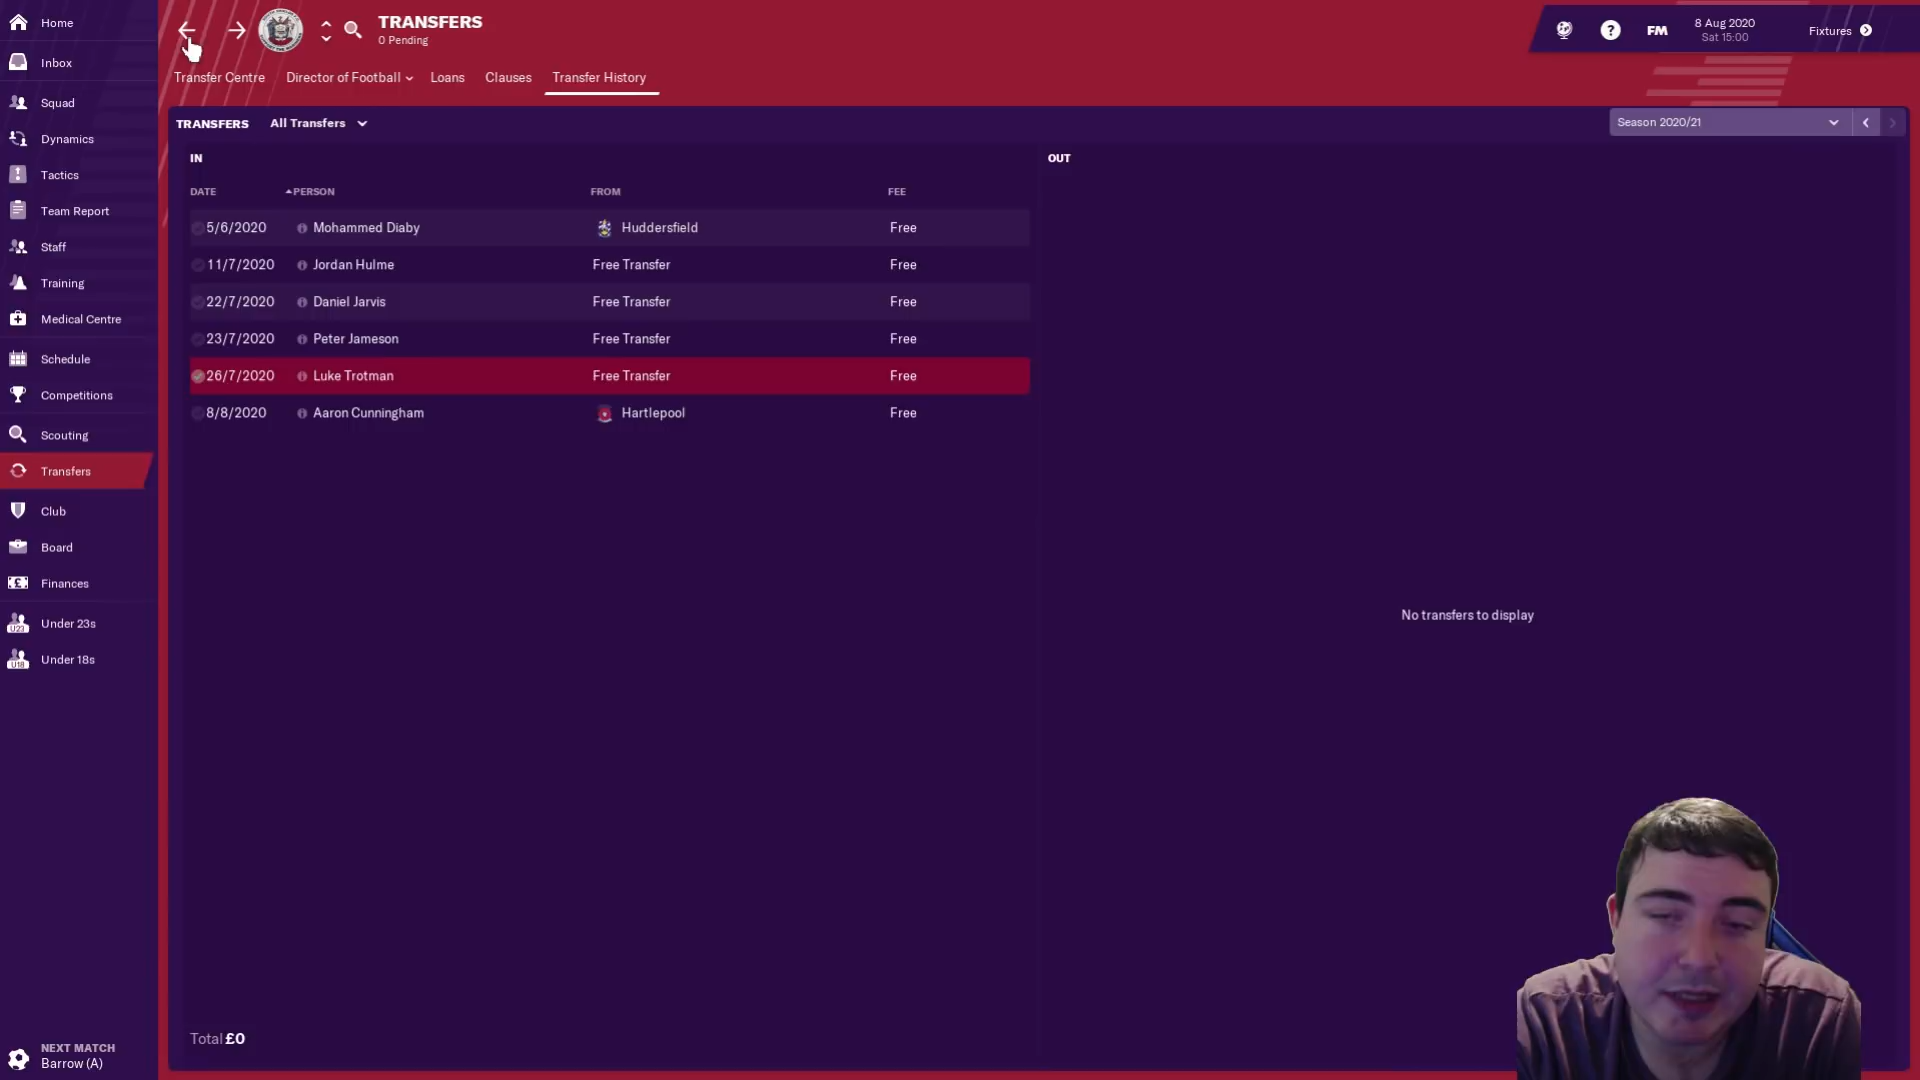 Home
Inbox
Squad
Dynamics
Tactics
Team Report
Staff
Training
Medical Centre
Schedule
Competitions
Scouting
Transfers
Club
Board
Finances
U23 Under 23s
U18 Under 18s
NEXT MATCH
Barrow (A)
TRANSFERS
0 Pending
? FM 8 Aug 2020 Fixtures
Sat 15:00
Transfer Centre Director of Football Loans Clauses Transfer History
TRANSFERS All Transfers Season 2020/21
IN OUT
DATE PERSON FROM FEE
5/6/2020 Mohammed Diaby Huddersfield Free
11/7/2020 Jordan Hulme Free Transfer Free
22/7/2020 Daniel Jarvis Free Transfer Free
23/7/2020 Peter Jameson Free Transfer Free
26/7/2020 Luke Trotman Free Transfer Free
8/8/2020 Aaron Cunningham Hartlepool Free
No transfers to display
Total £0